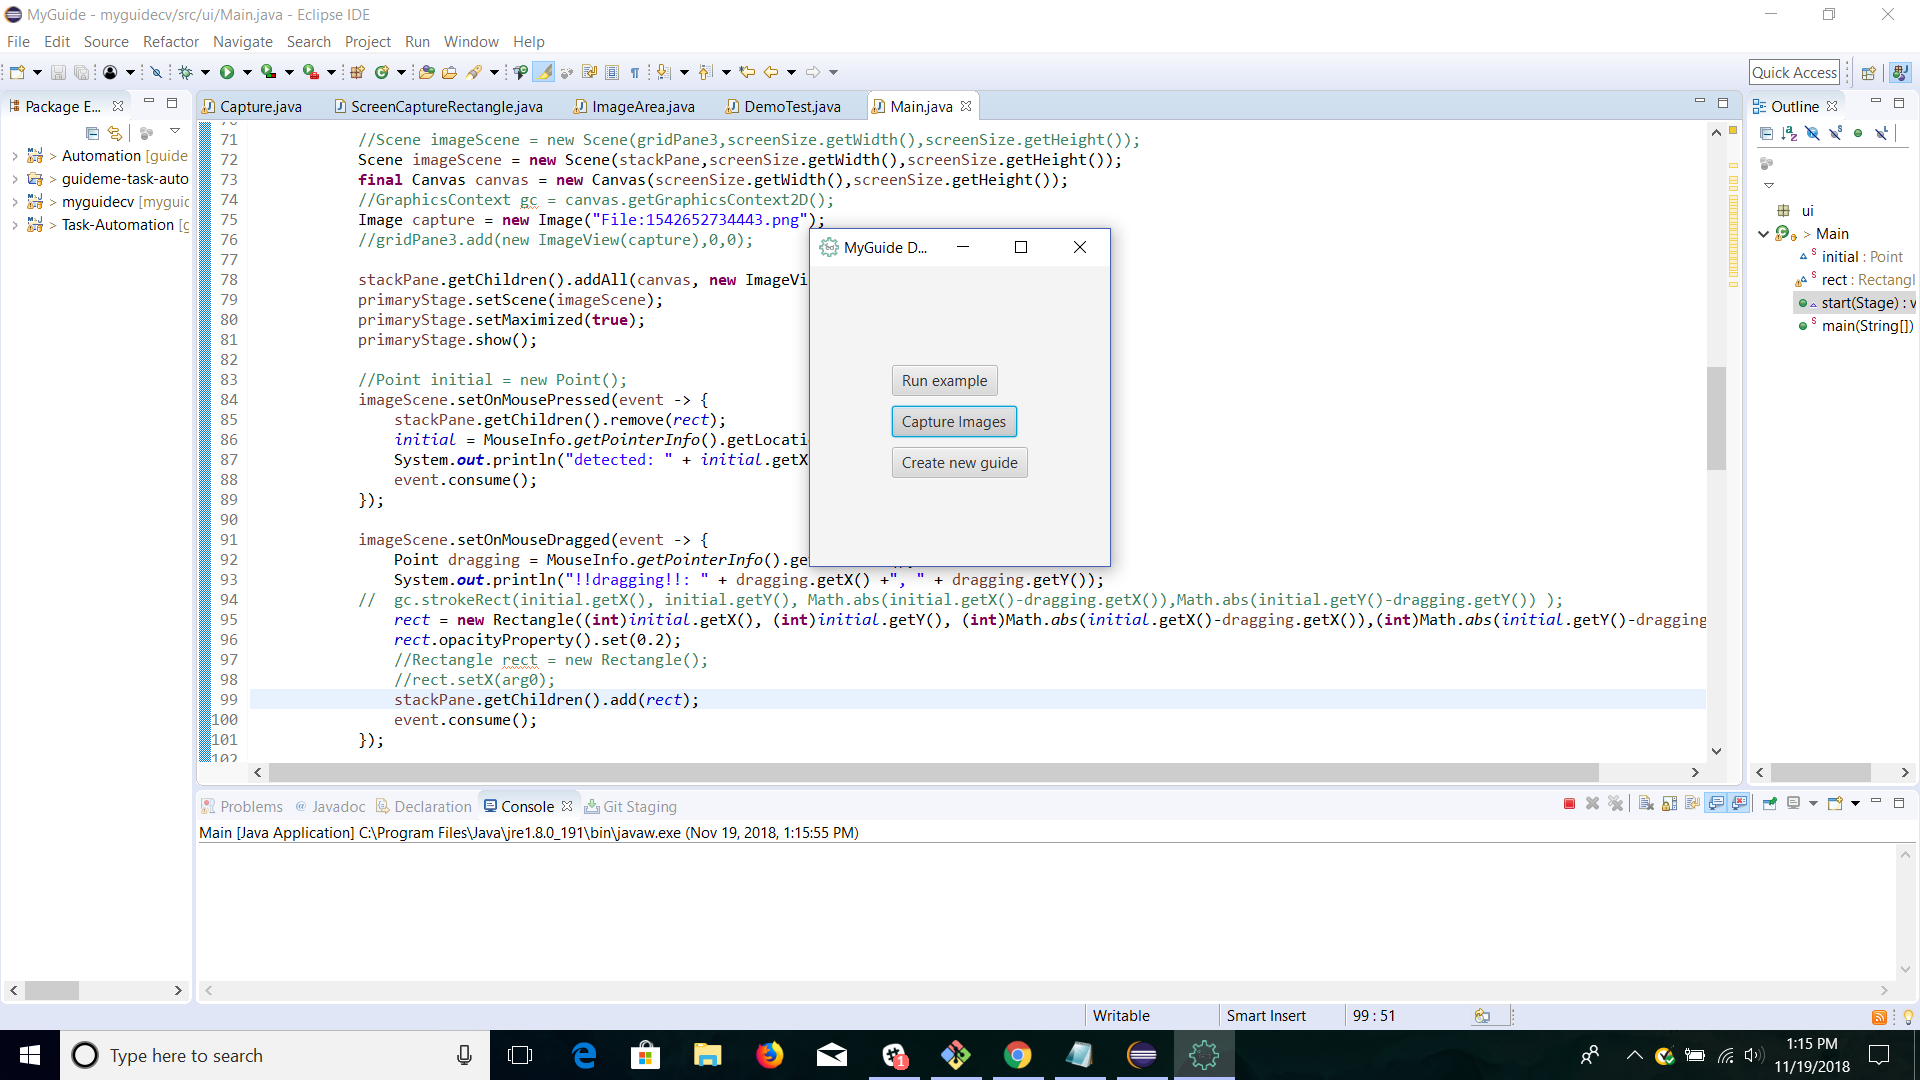 MyGuide - myguidecv/src/ui/Main.java - Eclipse IDE
File Edit Source Refactor Navigate Search Project Run Window Help
Quick Access
Package E...
Capture.java ScreenCaptureRectangle.java ImageArea.java DemoTest.java Main.java
Outline
> Automation [guide
> guideme-task-auto
> myguidecv [myguid
> Task-Automation [g
71 //Scene imageScene = new Scene(gridPane3,screenSize.getWidth(),screenSize.getHeight());
72 Scene imageScene = new Scene(stackPane,screenSize.getWidth(),screenSize.getHeight());
73 final Canvas canvas = new Canvas(screenSize.getWidth(),screenSize.getHeight());
74 //GraphicsContext gc = canvas.getGraphicsContext2D();
75 Image capture = new Image("File:1542652734443.png");
76 //gridPane3.add(new ImageView(capture),0,0);
77
78 stackPane.getChildren().addAll(canvas, new ImageVi
79 primaryStage.setScene(imageScene);
80 primaryStage.setMaximized(true);
81 primaryStage.show();
82
83 //Point initial = new Point();
84 imageScene.setOnMousePressed(event -> {
85 stackPane.getChildren().remove(rect);
86 initial = MouseInfo.getPointerInfo().getLocati
87 System.out.println("detected: " + initial.getX
88 event.consume();
89 });
90
91 imageScene.setOnMouseDragged(event -> {
92 Point dragging = MouseInfo.getPointerInfo().ge
93 System.out.println("!!dragging!!: " + dragging.getX() +", " + dragging.getY());
94 // gc.strokeRect(initial.getX(), initial.getY(), Math.abs(initial.getX()-dragging.getX()),Math.abs(initial.getY()-dragging.getY()) );
95 rect = new Rectangle((int)initial.getX(), (int)initial.getY(), (int)Math.abs(initial.getX()-dragging.getX()),(int)Math.abs(initial.getY()-dragging
96 rect.opacityProperty().set(0.2);
97 //Rectangle rect = new Rectangle();
98 //rect.setX(arg0);
99 stackPane.getChildren().add(rect);
100 event.consume();
101 });
102
MyGuide D...
Run example
Capture Images
Create new guide
ui
> Main
initial : Point
rect : Rectangl
start(Stage) : v
main(String[])
Problems @ Javadoc Declaration Console Git Staging
Main [Java Application] C:\Program Files\Java\jre1.8.0_191\bin\javaw.exe (Nov 19, 2018, 1:15:55 PM)
Writable Smart Insert 99 : 51
Type here to search
1
1:15 PM
11/19/2018